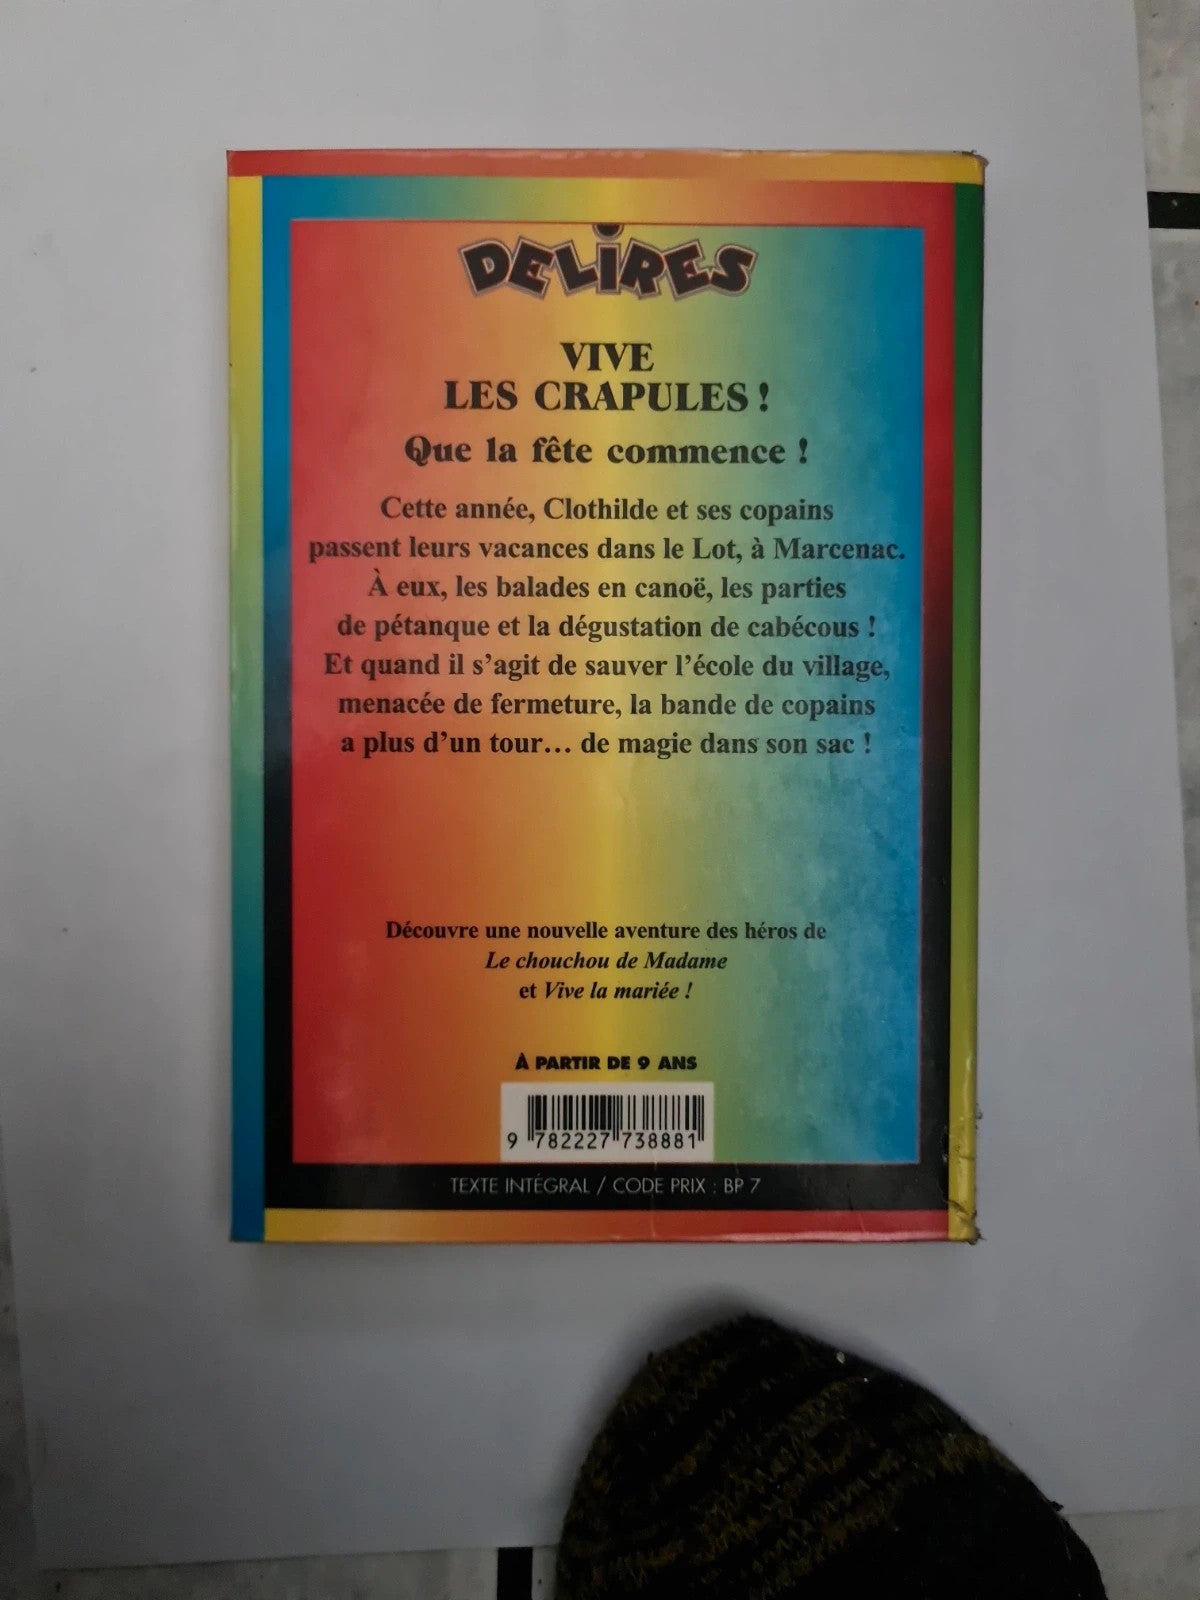 DELIRES
VIVE
LES CRAPULES !
Que la fête commence !
Cette année, Clothilde et ses copains
passent leurs vacances dans le Lot, à Marcenac.
À eux, les balades en canoë, les parties
de pétanque et la dégustation de cabécous !
Et quand il s’agit de sauver l’école du village,
menacée de fermeture, la bande de copains
a plus d’un tour… de magie dans son sac !
Découvre une nouvelle aventure des héros de
Le chouchou de Madame
et Vive la mariée !
À PARTIR DE 9 ANS
9 782227 738881
TEXTE INTÉGRAL / CODE PRIX : BP 7